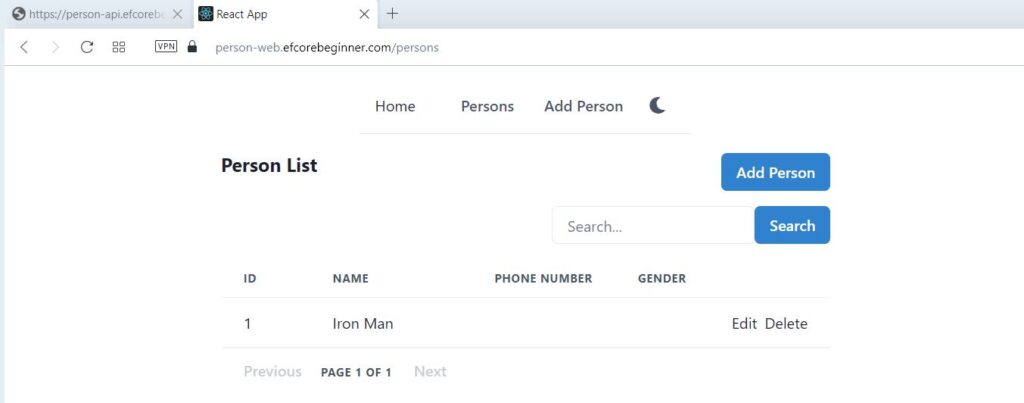 https://person-api.efcorebe
React App
VPN
person-web.efcorebeginner.com/persons
Home Persons Add Person
Person List
Add Person
Search... Search
ID NAME PHONE NUMBER GENDER
1 Iron Man Edit Delete
Previous PAGE 1 OF 1 Next